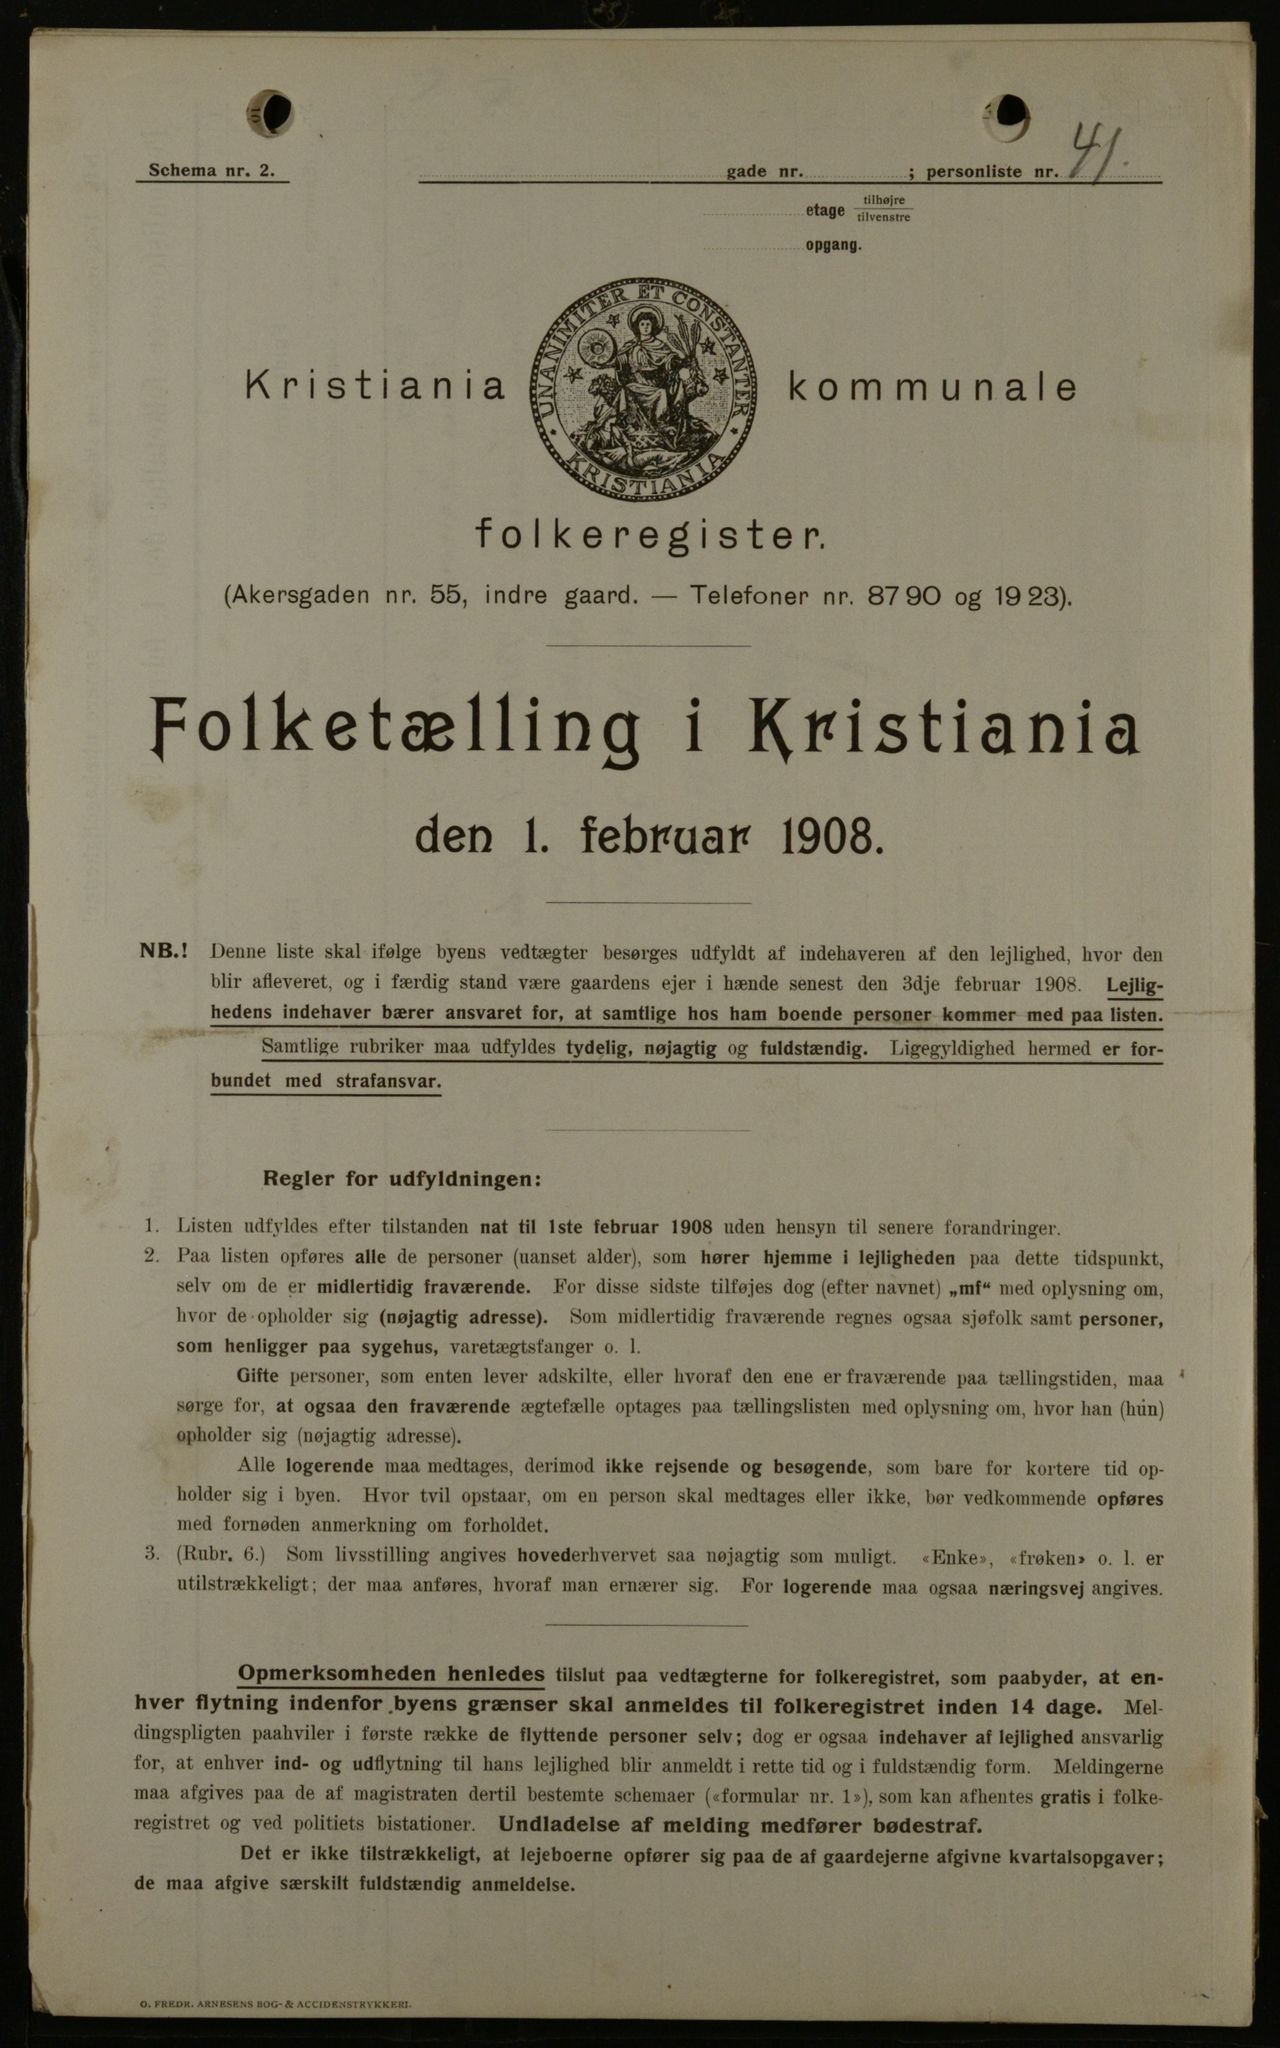 Schema nr. 2.
gade nr. ; personliste nr. 41.
etage tilhøjre
tilvenstre
opgang.
UNANIMITER ET CONSTANTER
KRISTIANIA
Kristiania kommunale
folkeregister.
(Akersgaden nr. 55, indre gaard. — Telefoner nr. 8790 og 1923).
Folketælling i Kristiania
den 1. februar 1908.
NB.! Denne liste skal ifølge byens vedtægter besørges udfyldt af indehaveren af den lejlighed, hvor den
blir afleveret, og i færdig stand være gaardens ejer i hænde senest den 3dje februar 1908. Lejlig-
hedens indehaver bærer ansvaret for, at samtlige hos ham boende personer kommer med paa listen.
Samtlige rubriker maa udfyldes tydelig, nøjagtig og fuldstændig. Ligegyldighed hermed er for-
bundet med strafansvar.
Regler for udfyldningen:
1. Listen udfyldes efter tilstanden nat til 1ste februar 1908 uden hensyn til senere forandringer.
2. Paa listen opføres alle de personer (uanset alder), som hører hjemme i lejligheden paa dette tidspunkt,
selv om de er midlertidig fraværende. For disse sidste tilføjes dog (efter navnet) „mf“ med oplysning om,
hvor de opholder sig (nøjagtig adresse). Som midlertidig fraværende regnes ogsaa sjøfolk samt personer,
som henligger paa sygehus, varetægtsfanger o. l.
Gifte personer, som enten lever adskilte, eller hvoraf den ene er fraværende paa tællingstiden, maa
sørge for, at ogsaa den fraværende ægtefælle optages paa tællingslisten med oplysning om, hvor han (hun)
opholder sig (nøjagtig adresse).
Alle logerende maa medtages, derimod ikke rejsende og besøgende, som bare for kortere tid op-
holder sig i byen. Hvor tvil opstaar, om en person skal medtages eller ikke, bør vedkommende opføres
med fornøden anmerkning om forholdet.
3. (Rubr. 6.) Som livsstilling angives hovederhvervet saa nøjagtig som muligt. «Enke», «frøken» o. l. er
utilstrækkeligt; der maa anføres, hvoraf man ernærer sig. For logerende maa ogsaa næringsvej angives.
Opmerksomheden henledes tilslut paa vedtægterne for folkeregistret, som paabyder, at en-
hver flytning indenfor byens grænser skal anmeldes til folkeregistret inden 14 dage. Mel-
dingspligten paahviler i første række de flyttende personer selv; dog er ogsaa indehaver af lejlighed ansvarlig
for, at enhver ind- og udflytning til hans lejlighed blir anmeldt i rette tid og i fuldstændig form. Meldingerne
maa afgives paa de af magistraten dertil bestemte schemaer («formular nr. 1»), som kan afhentes gratis i folke-
registret og ved politiets bistationer. Undladelse af melding medfører bødestraf.
Det er ikke tilstrækkeligt, at lejeboerne opfører sig paa de af gaardejerne afgivne kvartalsopgaver;
de maa afgive særskilt fuldstændig anmeldelse.
O. FREDR. ARNESENS BOG- & ACCIDENSTRYKKERI.